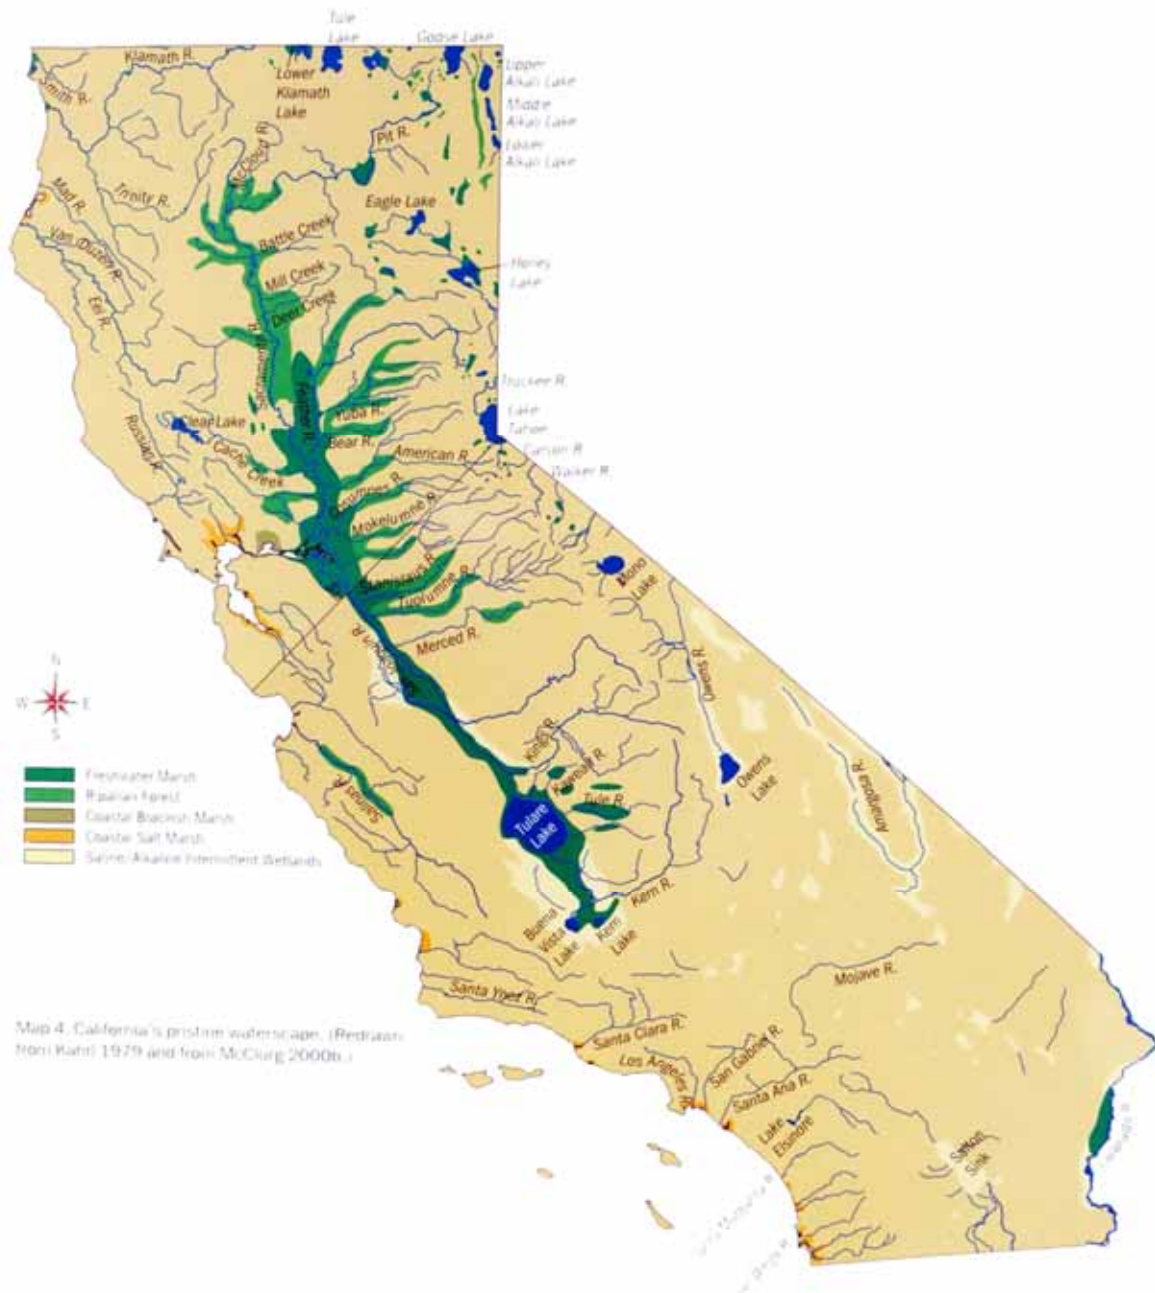 Tule
Lake
Goose Lake
Klamath R.
Smith R.
Lower
Klamath
Lake
Upper
Alkali Lake
Middle
Alkali Lake
Lower
Alkali Lake
Pit R.
McCloud R.
Mad R.
Trinity R.
Eagle Lake
Van Duzen R.
Battle Creek
Honey
Lake
Mill Creek
Eel R.
Deer Creek
Sacramento R.
Truckee R.
Feather R.
Yuba R.
Lake
Tahoe
Clear Lake
Bear R.
Russian R.
Cache Creek
American R.
Carson R.
Walker R.
Cosumnes R.
Mokelumne R.
Stanislaus R.
Tuolumne R.
Mono
Lake
Merced R.
Owens R.
N
W E
S
Kings R.
Kaweah R.
Owens
Lake
Amargosa R.
Freshwater Marsh
Riparian Forest
Coastal Brackish Marsh
Coastal Salt Marsh
Saline/Alkaline Intermittent Wetlands
Salinas R.
Tule R.
Tulare
Lake
Kern R.
Buena
Vista
Lake
Kern
Lake
Mojave R.
Santa Ynez R.
Map 4. California's pristine waterscape. (Redrawn
from Kahrl 1979 and from McClurg 2000b.)
Santa Clara R.
Los Angeles R.
San Gabriel R.
Santa Ana R.
Lake
Elsinore
Salton
Sink
Colorado R.